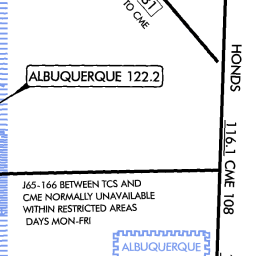 TO CME
HONDS
ALBUQUERQUE 122.2
116.1 CME 108
J65-166 BETWEEN TCS AND
CME NORMALLY UNAVAILABLE
WITHIN RESTRICTED AREAS
DAYS MON-FRI
ALBUQUERQUE